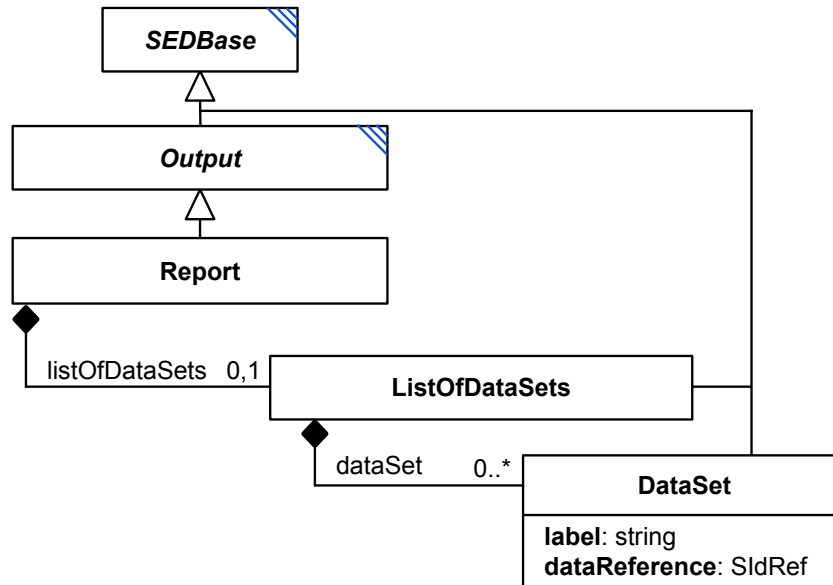 SEDBase
Output
Report
listOfDataSets 0,1
ListOfDataSets
dataSet 0..*
DataSet
label: string
dataReference: SIdRef